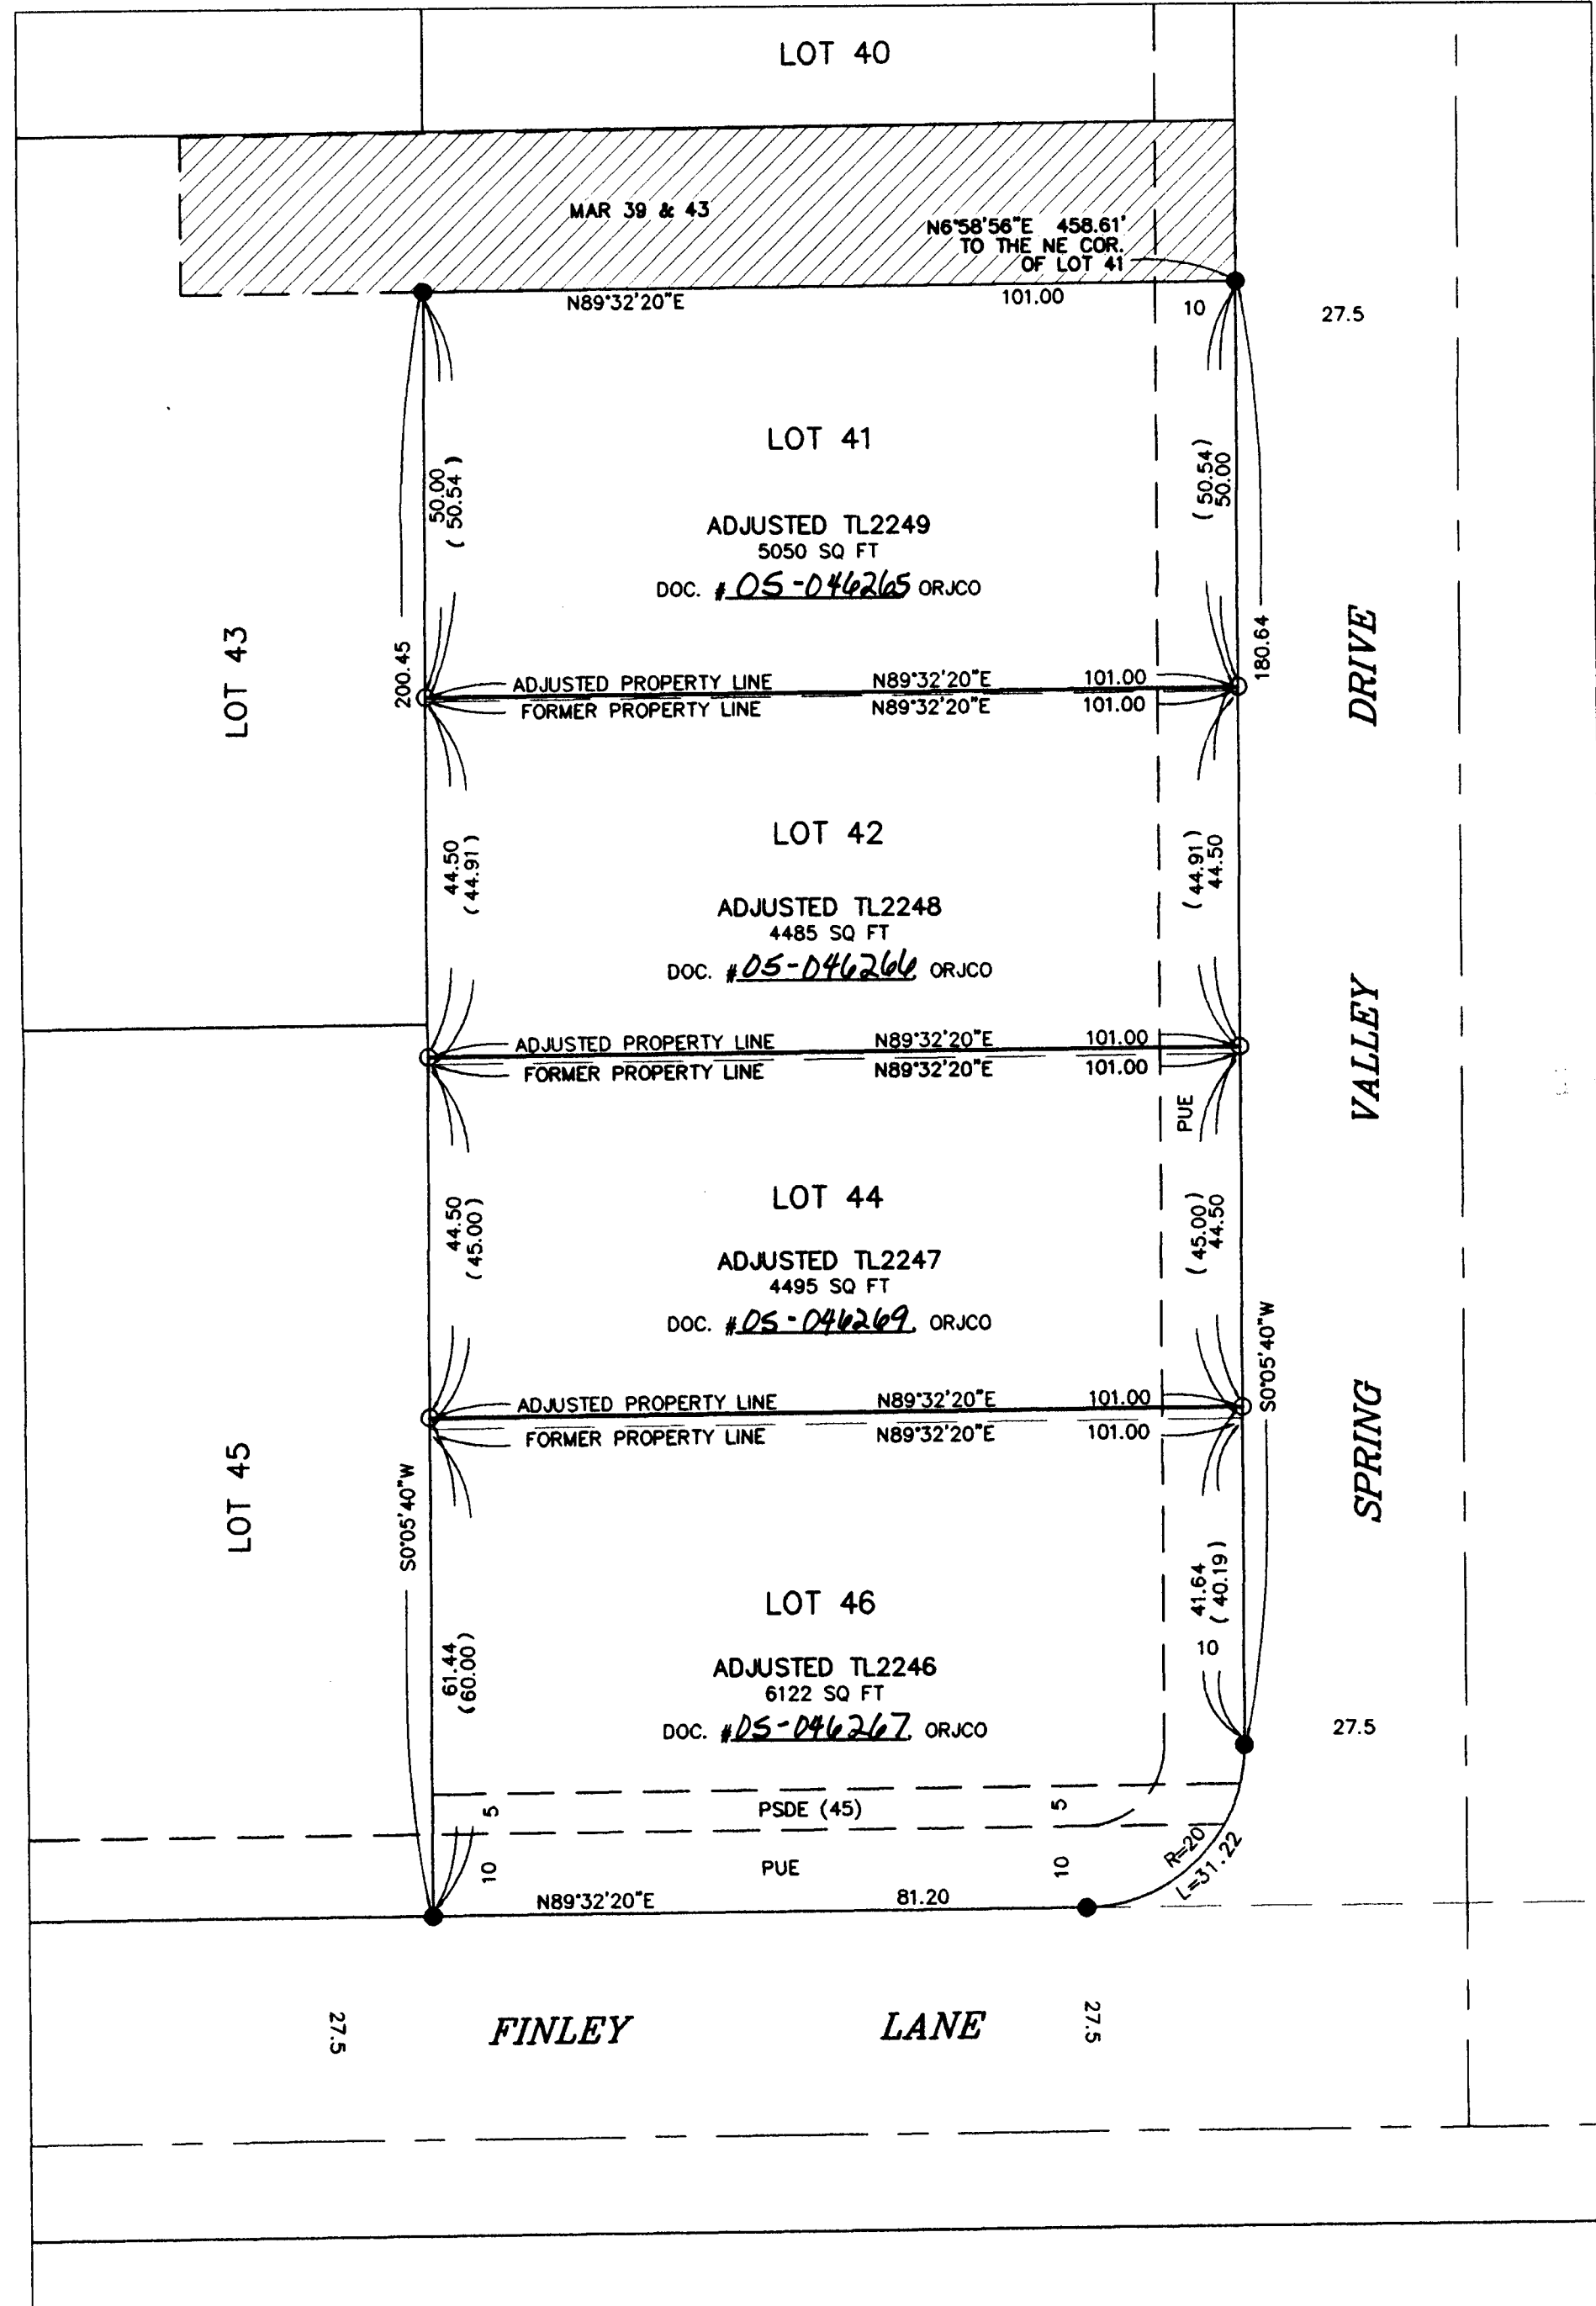 LOT 40
MAR 39 & 43
N6°58'56"E 458.61'
TO THE NE COR.
OF LOT 41
N89°32'20"E 101.00
10
27.5
LOT 41
50.00
(50.54)
(50.54)
50.00
ADJUSTED TL2249
5050 SQ FT
DOC. # 05-046265 ORJCO
LOT 43
200.45
180.64
DRIVE
ADJUSTED PROPERTY LINE N89°32'20"E 101.00
FORMER PROPERTY LINE N89°32'20"E 101.00
LOT 42
44.50
(44.91)
(44.91)
44.50
ADJUSTED TL2248
4485 SQ FT
DOC. # 05-046266 ORJCO
VALLEY
ADJUSTED PROPERTY LINE N89°32'20"E 101.00
FORMER PROPERTY LINE N89°32'20"E 101.00
PUE
LOT 44
44.50
(45.00)
(45.00)
44.50
ADJUSTED TL2247
4495 SQ FT
DOC. # 05-046269 ORJCO
S0°05'40"W
SPRING
ADJUSTED PROPERTY LINE N89°32'20"E 101.00
FORMER PROPERTY LINE N89°32'20"E 101.00
LOT 45
S0°05'40"W
LOT 46
41.64
(40.19)
10
61.44
(60.00)
ADJUSTED TL2246
6122 SQ FT
DOC. # 05-046267 ORJCO
27.5
5 PSDE (45) 5
R=20
L=31.22
10 PUE 10
N89°32'20"E 81.20
27.5 FINLEY LANE 27.5